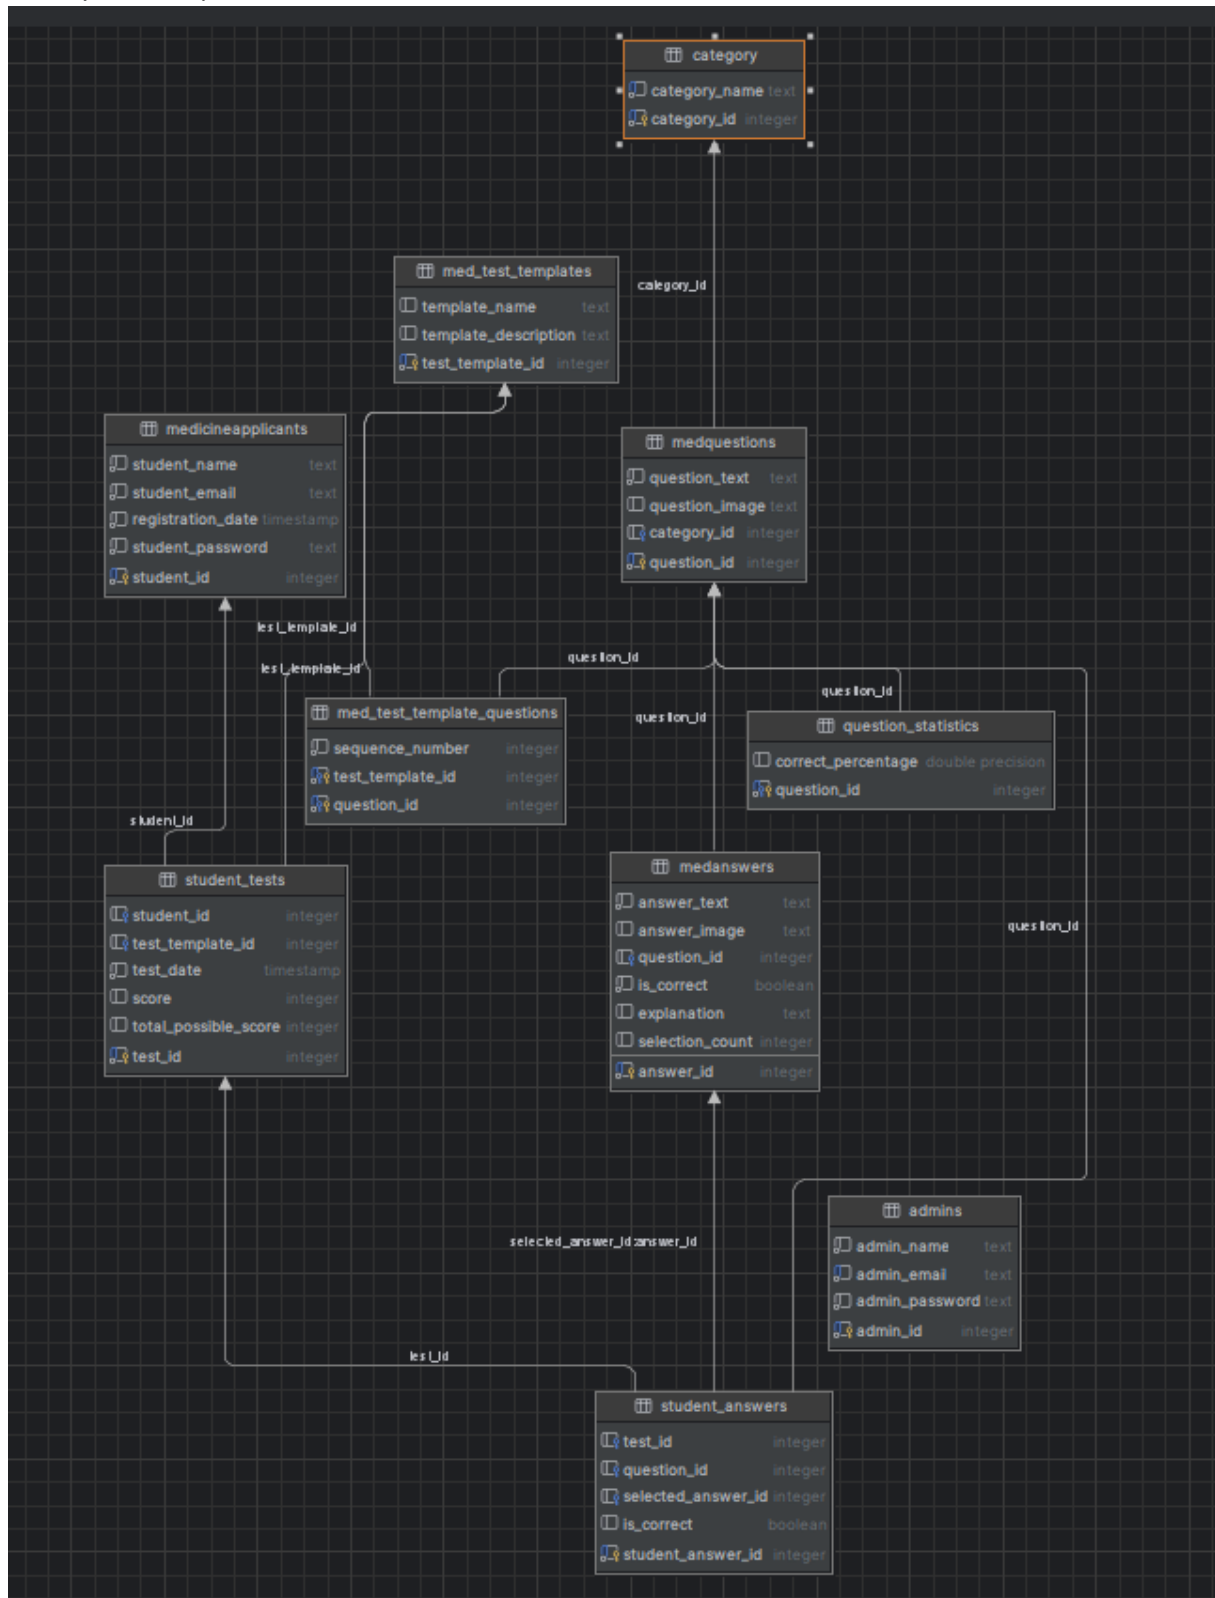 category
category_name text
category_id integer
category_id
med_test_templates
template_name text
template_description text
test_template_id integer
medicineapplicants
student_name text
student_email text
registration_date timestamp
student_password text
student_id integer
medquestions
question_text text
question_image text
category_id integer
question_id integer
test_template_id
test_template_id
question_id
question_id
question_id
med_test_template_questions
sequence_number integer
test_template_id integer
question_id integer
question_statistics
correct_percentage double precision
question_id integer
student_id
student_tests
student_id integer
test_template_id integer
test_date timestamp
score integer
total_possible_score integer
test_id integer
medanswers
answer_text text
answer_image text
question_id integer
is_correct boolean
explanation text
selection_count integer
answer_id integer
question_id
selected_answer_id:answer_id
admins
admin_name text
admin_email text
admin_password text
admin_id integer
test_id
student_answers
test_id integer
question_id integer
selected_answer_id integer
is_correct boolean
student_answer_id integer